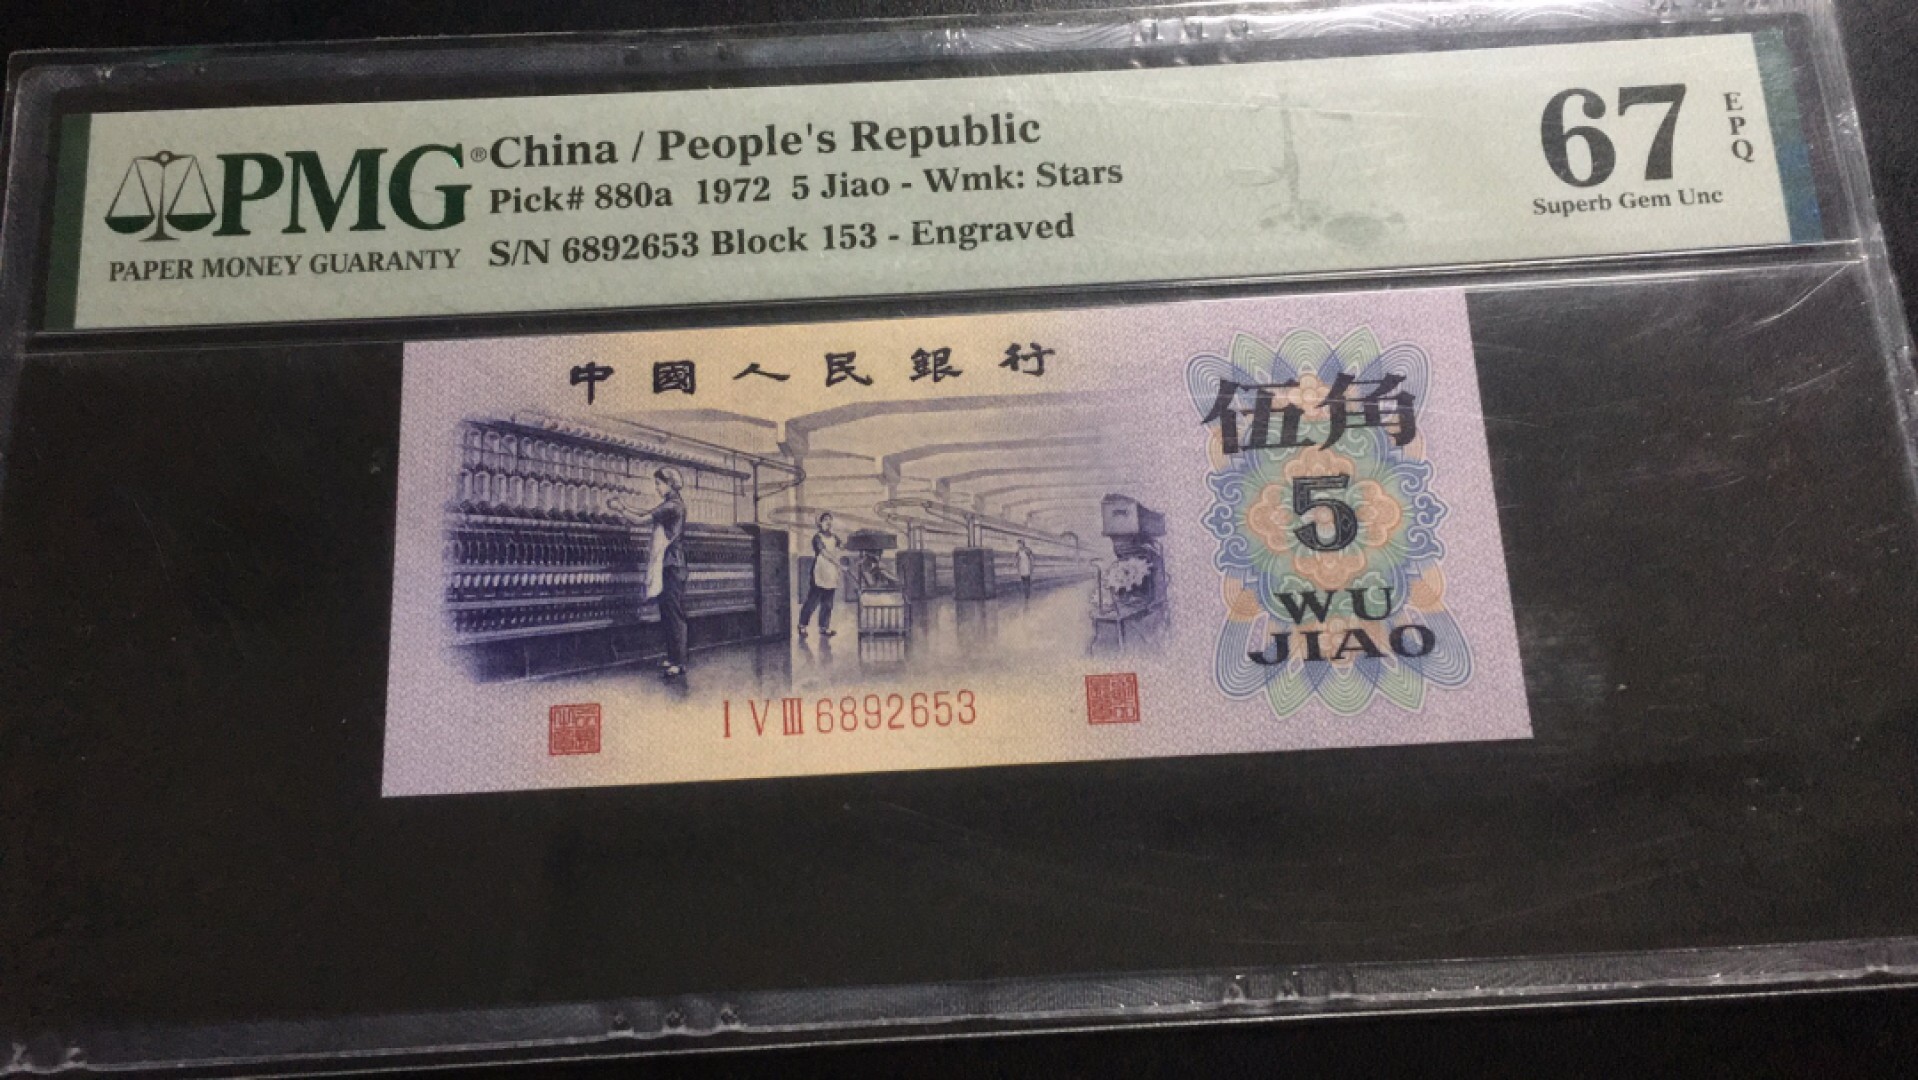 PMG®
PAPER MONEY GUARANTY
China / People's Republic
Pick# 880a 1972 5 Jiao - Wmk: Stars
S/N 6892653 Block 153 - Engraved
67
EPQ
Superb Gem Unc
中國人民銀行
伍角
5
WU
JIAO
I V III 6892653